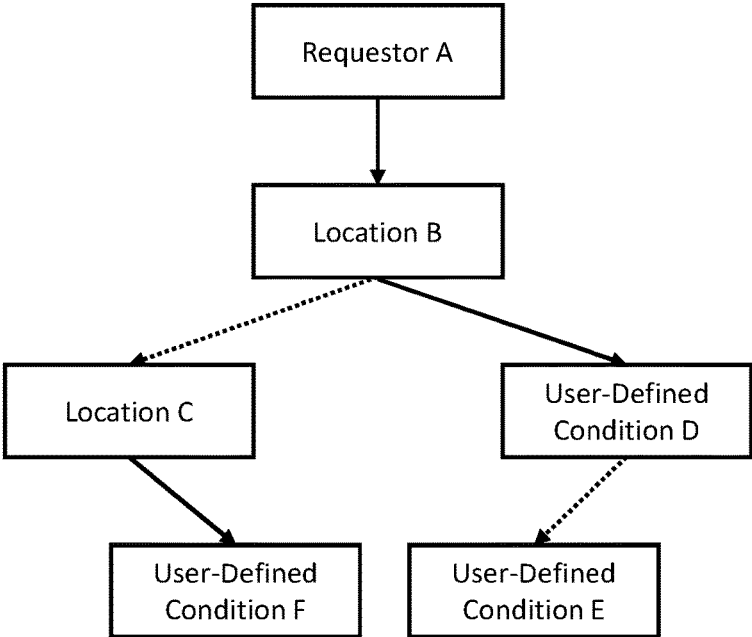 Requestor A
Location B
Location C
User-Defined
Condition D
User-Defined
Condition F
User-Defined
Condition E